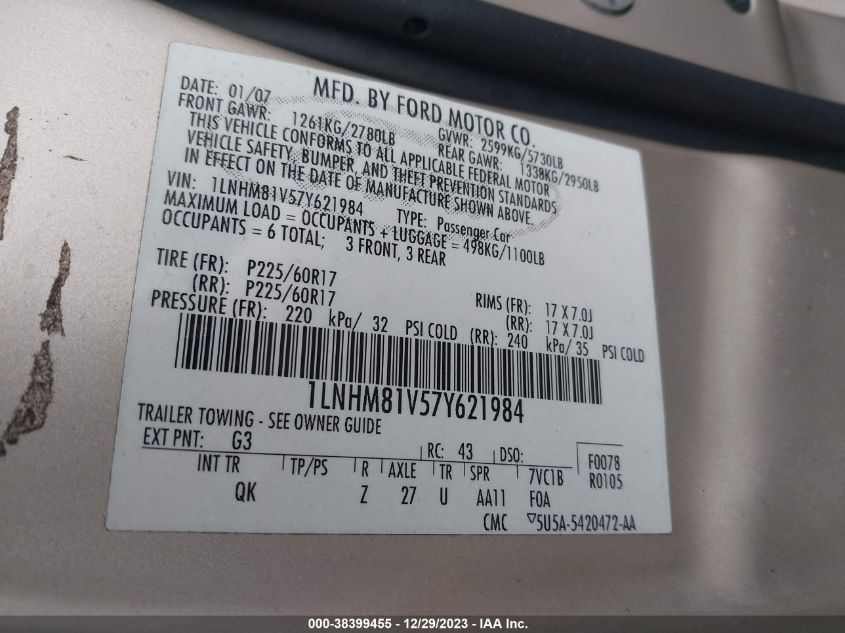 MFD. BY FORD MOTOR CO.
DATE: 01/07 GVWR: 2599KG/5730LB
FRONT GAWR: 1261KG/2780LB REAR GAWR: 1338KG/2950LB
THIS VEHICLE CONFORMS TO ALL APPLICABLE FEDERAL MOTOR
VEHICLE SAFETY, BUMPER, AND THEFT PREVENTION STANDARDS
IN EFFECT ON THE DATE OF MANUFACTURE SHOWN ABOVE.
VIN: 1LNHM81V57Y621984 TYPE: Passenger Car
MAXIMUM LOAD = OCCUPANTS + LUGGAGE = 498KG/1100LB
OCCUPANTS = 6 TOTAL; 3 FRONT, 3 REAR
TIRE (FR): P225/60R17 RIMS (FR): 17 X 7.0J
(RR): P225/60R17 (RR): 17 X 7.0J
PRESSURE (FR): 220 kPa/ 32 PSI COLD (RR): 240 kPa/ 35 PSI COLD
1LNHM81V57Y621984
TRAILER TOWING - SEE OWNER GUIDE
EXT PNT: G3 RC: 43 DSO: F0078
INT TR TP/PS R AXLE TR SPR 7VC1B R0105
QK Z 27 U AA11 F0A
CMC ▽5U5A-5420472-AA
000-38399455 - 12/29/2023 - IAA Inc.